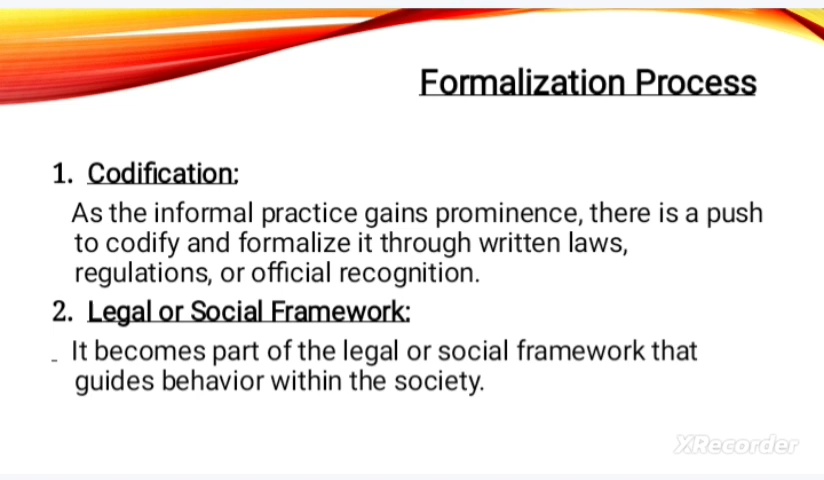 Formalization Process
1. Codification:
As the informal practice gains prominence, there is a push
to codify and formalize it through written laws,
regulations, or official recognition.
2. Legal or Social Framework:
- It becomes part of the legal or social framework that
guides behavior within the society.
XRecorder